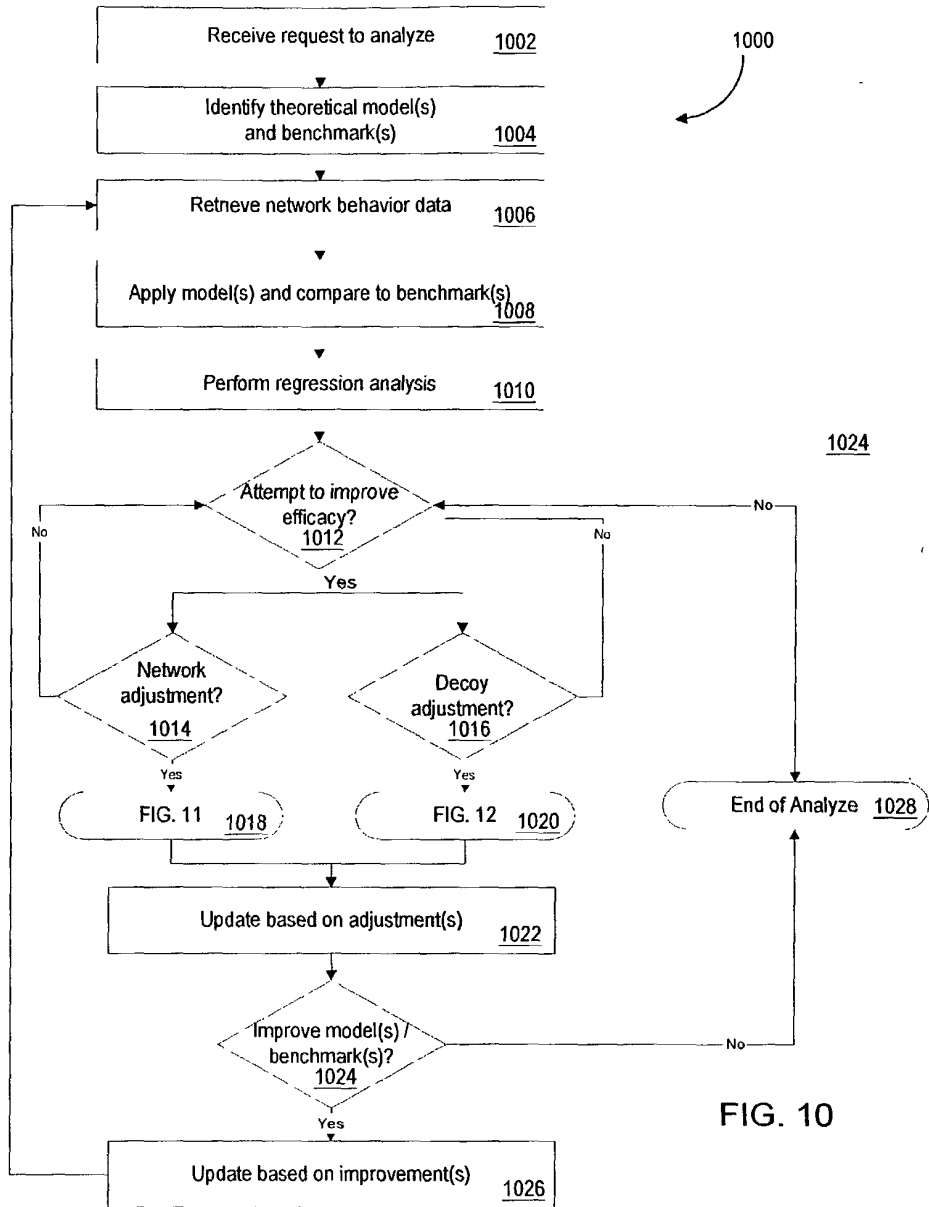 Receive request to analyze
1002
1000
Identify theoretical model(s)
and benchmark(s)
1004
Retrieve network behavior data
1006
Apply model(s) and compare to benchmark(s)
1008
Perform regression analysis
1010
1024
Attempt to improve
efficacy?
1012
No
No
No
Yes
Network
adjustment?
1014
Decoy
adjustment?
1016
Yes
Yes
FIG. 11
1018
FIG. 12
1020
End of Analyze
1028
Update based on adjustment(s)
1022
Improve model(s) /
benchmark(s)?
1024
No
Yes
FIG. 10
Update based on improvement(s)
1026